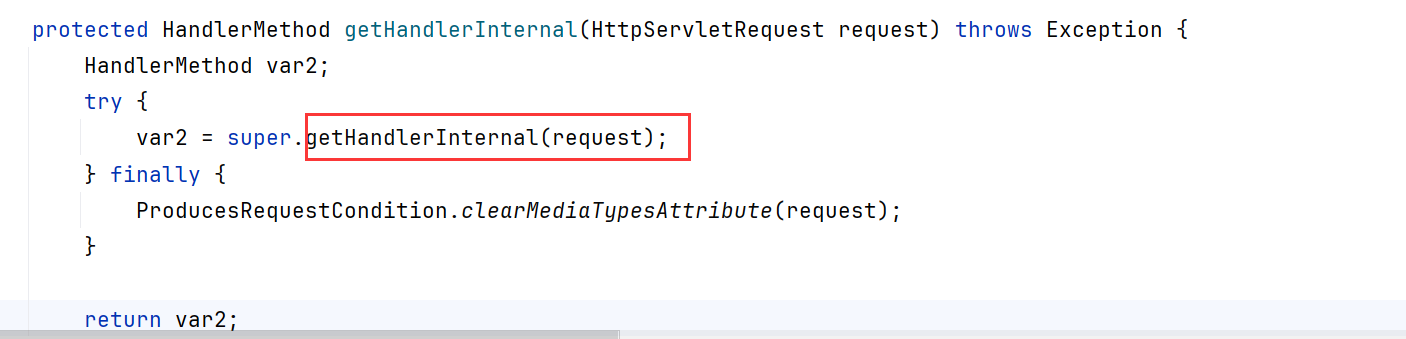 protected HandlerMethod getHandlerInternal(HttpServletRequest request) throws Exception {
    HandlerMethod var2;
    try {
        var2 = super.getHandlerInternal(request);
    } finally {
        ProducesRequestCondition.clearMediaTypesAttribute(request);
    }
    return var2;